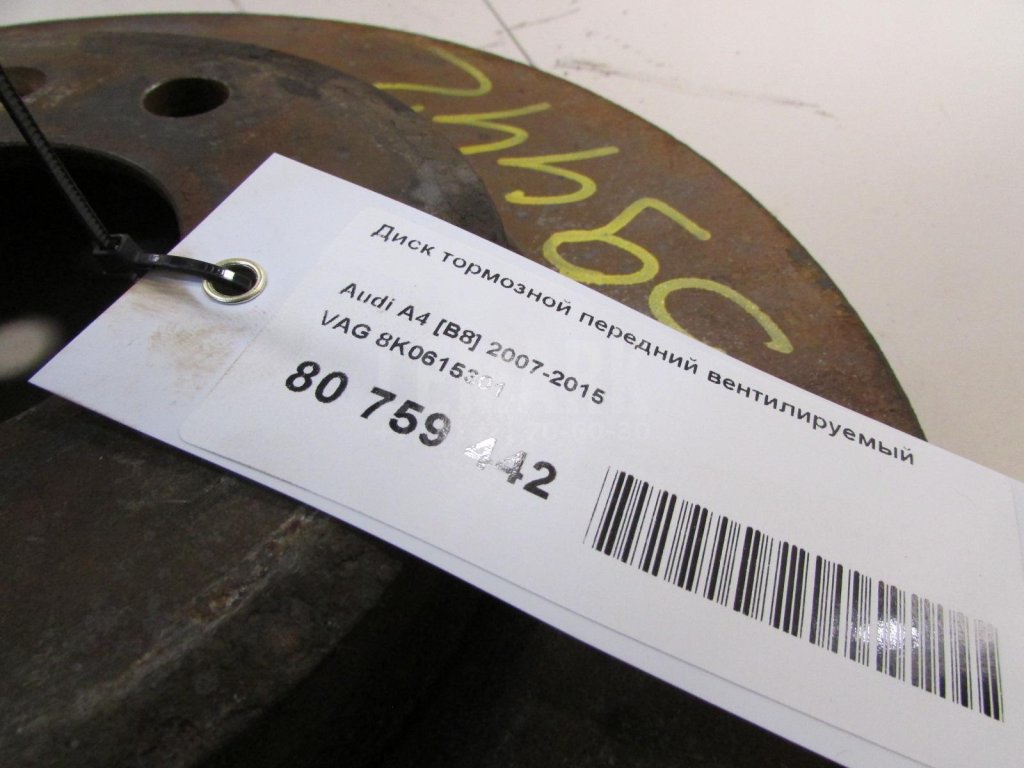 Диск тормозной передний вентилируемый
Audi A4 [B8] 2007-2015
VAG 8K0615301
80 759 442